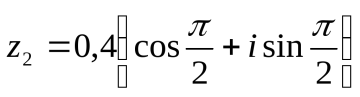 z₂ = 0,4(cos π/2 + i sin π/2)